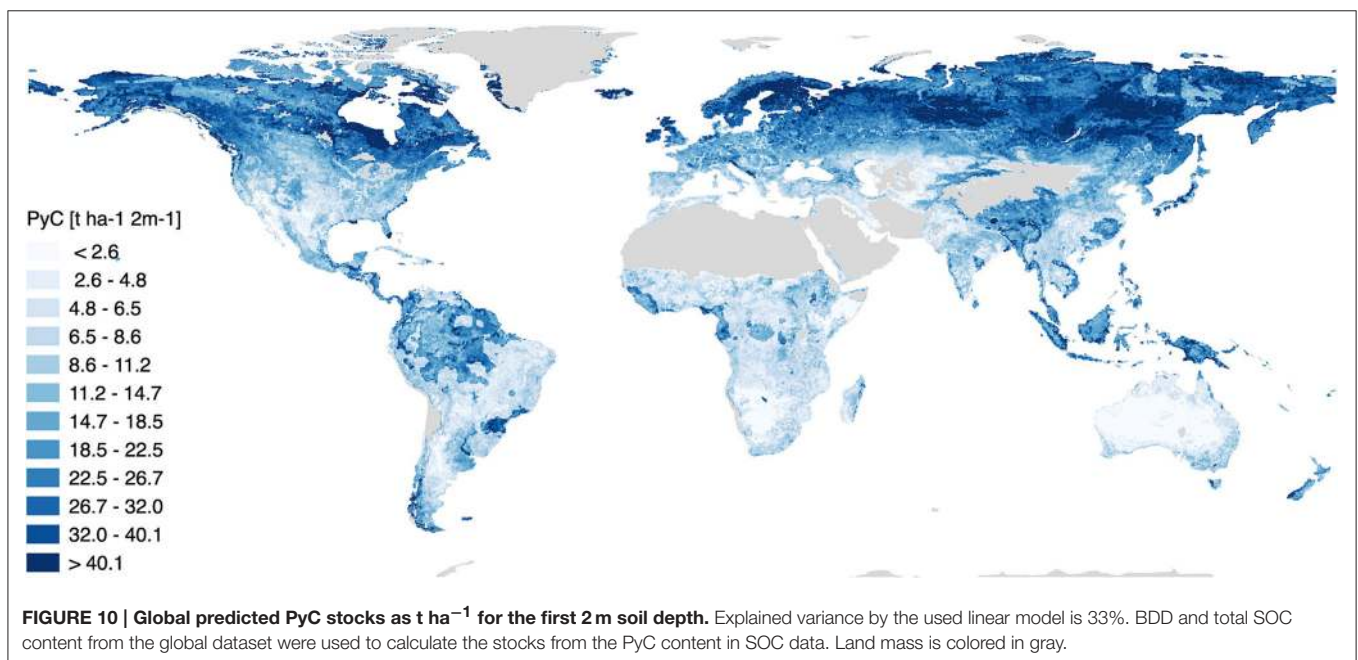 PyC [t ha-1 2m-1]
< 2.6
2.6 - 4.8
4.8 - 6.5
6.5 - 8.6
8.6 - 11.2
11.2 - 14.7
14.7 - 18.5
18.5 - 22.5
22.5 - 26.7
26.7 - 32.0
32.0 - 40.1
> 40.1
FIGURE 10 | Global predicted PyC stocks as t ha⁻¹ for the first 2 m soil depth. Explained variance by the used linear model is 33%. BDD and total SOC
content from the global dataset were used to calculate the stocks from the PyC content in SOC data. Land mass is colored in gray.